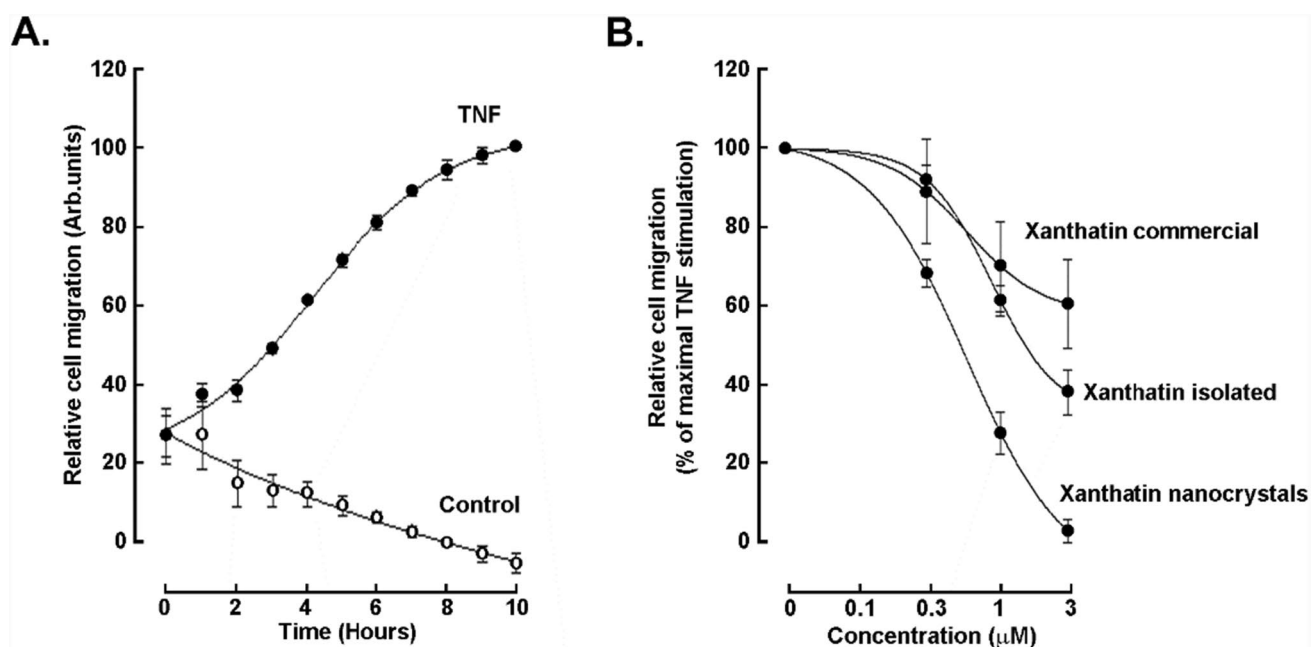 A.
B.
Relative cell migration (Arb.units)
120
100
80
60
40
20
0
TNF
Control
0
2
4
6
8
10
Time (Hours)
Relative cell migration
(% of maximal TNF stimulation)
120
100
80
60
40
20
0
Xanthatin commercial
Xanthatin isolated
Xanthatin nanocrystals
0
0.1
0.3
1
3
Concentration (μM)